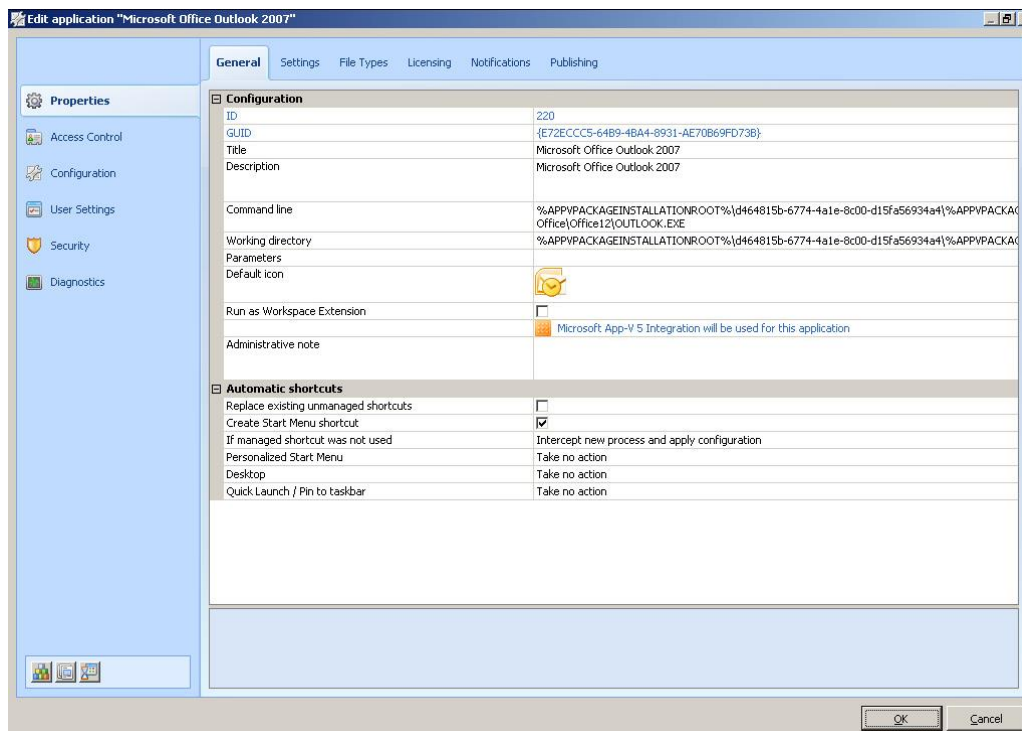 Edit application "Microsoft Office Outlook 2007"
General Settings File Types Licensing Notifications Publishing
Properties
Access Control
Configuration
User Settings
Security
Diagnostics
Configuration
ID 220
GUID {E72ECCC5-64B9-4BA4-8931-AE70B69FD73B}
Title Microsoft Office Outlook 2007
Description Microsoft Office Outlook 2007
Command line %APPVPACKAGEINSTALLATIONROOT%\d464815b-6774-4a1e-8c00-d15fa56934a4\%APPVPACKAG
Office\Office12\OUTLOOK.EXE
Working directory %APPVPACKAGEINSTALLATIONROOT%\d464815b-6774-4a1e-8c00-d15fa56934a4\%APPVPACKAG
Parameters
Default icon
Run as Workspace Extension
Microsoft App-V 5 Integration will be used for this application
Administrative note
Automatic shortcuts
Replace existing unmanaged shortcuts
Create Start Menu shortcut
If managed shortcut was not used Intercept new process and apply configuration
Personalized Start Menu Take no action
Desktop Take no action
Quick Launch / Pin to taskbar Take no action
OK Cancel